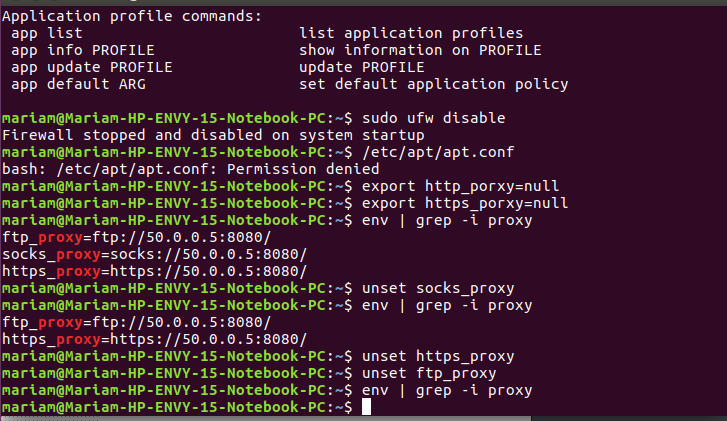 Application profile commands:
 app list                        list application profiles
 app info PROFILE                show information on PROFILE
 app update PROFILE              update PROFILE
 app default ARG                 set default application policy
mariam@Mariam-HP-ENVY-15-Notebook-PC:~$ sudo ufw disable
Firewall stopped and disabled on system startup
mariam@Mariam-HP-ENVY-15-Notebook-PC:~$ /etc/apt/apt.conf
bash: /etc/apt/apt.conf: Permission denied
mariam@Mariam-HP-ENVY-15-Notebook-PC:~$ export http_porxy=null
mariam@Mariam-HP-ENVY-15-Notebook-PC:~$ export https_porxy=null
mariam@Mariam-HP-ENVY-15-Notebook-PC:~$ env | grep -i proxy
ftp_proxy=ftp://50.0.0.5:8080/
socks_proxy=socks://50.0.0.5:8080/
https_proxy=https://50.0.0.5:8080/
mariam@Mariam-HP-ENVY-15-Notebook-PC:~$ unset socks_proxy
mariam@Mariam-HP-ENVY-15-Notebook-PC:~$ env | grep -i proxy
ftp_proxy=ftp://50.0.0.5:8080/
https_proxy=https://50.0.0.5:8080/
mariam@Mariam-HP-ENVY-15-Notebook-PC:~$ unset https_proxy
mariam@Mariam-HP-ENVY-15-Notebook-PC:~$ unset ftp_proxy
mariam@Mariam-HP-ENVY-15-Notebook-PC:~$ env | grep -i proxy
mariam@Mariam-HP-ENVY-15-Notebook-PC:~$